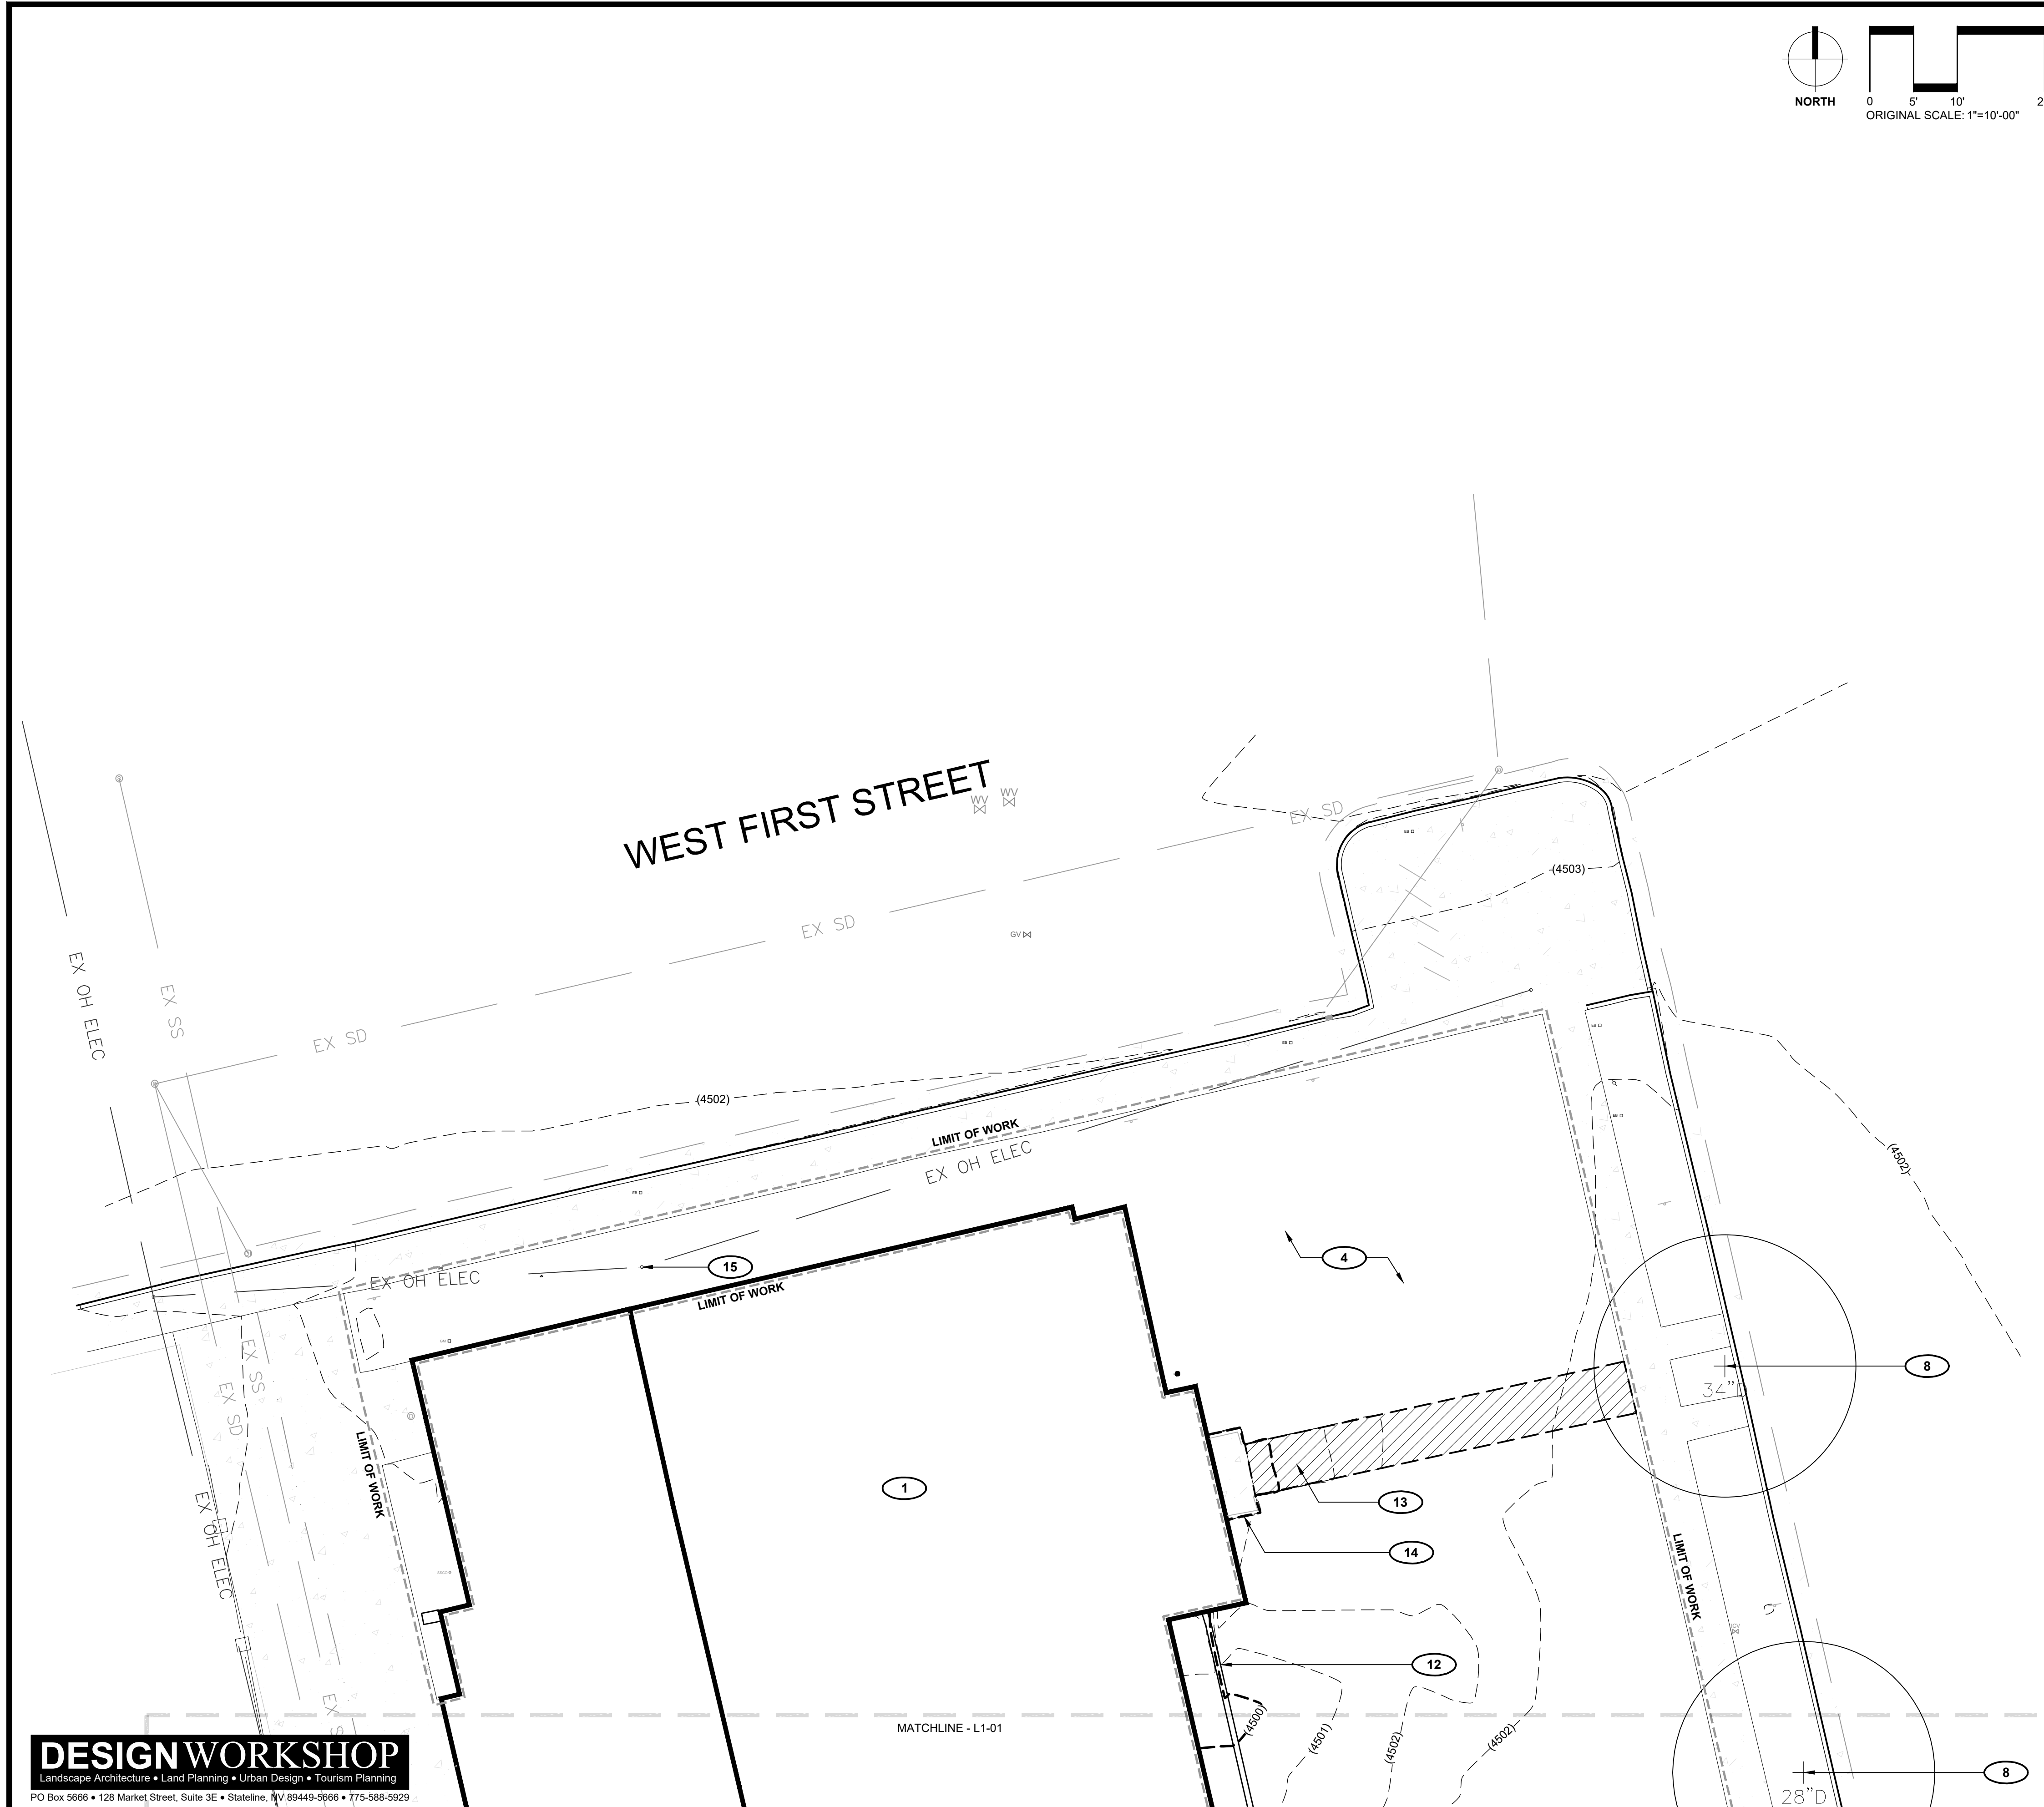 NORTH
0 5' 10' 2
ORIGINAL SCALE: 1"=10'-00"
WEST FIRST STREET
WV WV
EX SD
(4503)
EX SD
GV
EX OH ELEC
EX SS
EX SD
(4502)
LIMIT OF WORK
EX OH ELEC
(4502)
4
15
EX OH ELEC
LIMIT OF WORK
EX SS
EX SD
8
34"D
LIMIT OF WORK
1
13
14
EX OH ELEC
LIMIT OF WORK
12
(4500)
(4501)
(4502)
(4502)
MATCHLINE - L1-01
EX S
8
28"D
DESIGNWORKSHOP
Landscape Architecture • Land Planning • Urban Design • Tourism Planning
PO Box 5666 • 128 Market Street, Suite 3E • Stateline, NV 89449-5666 • 775-588-5929